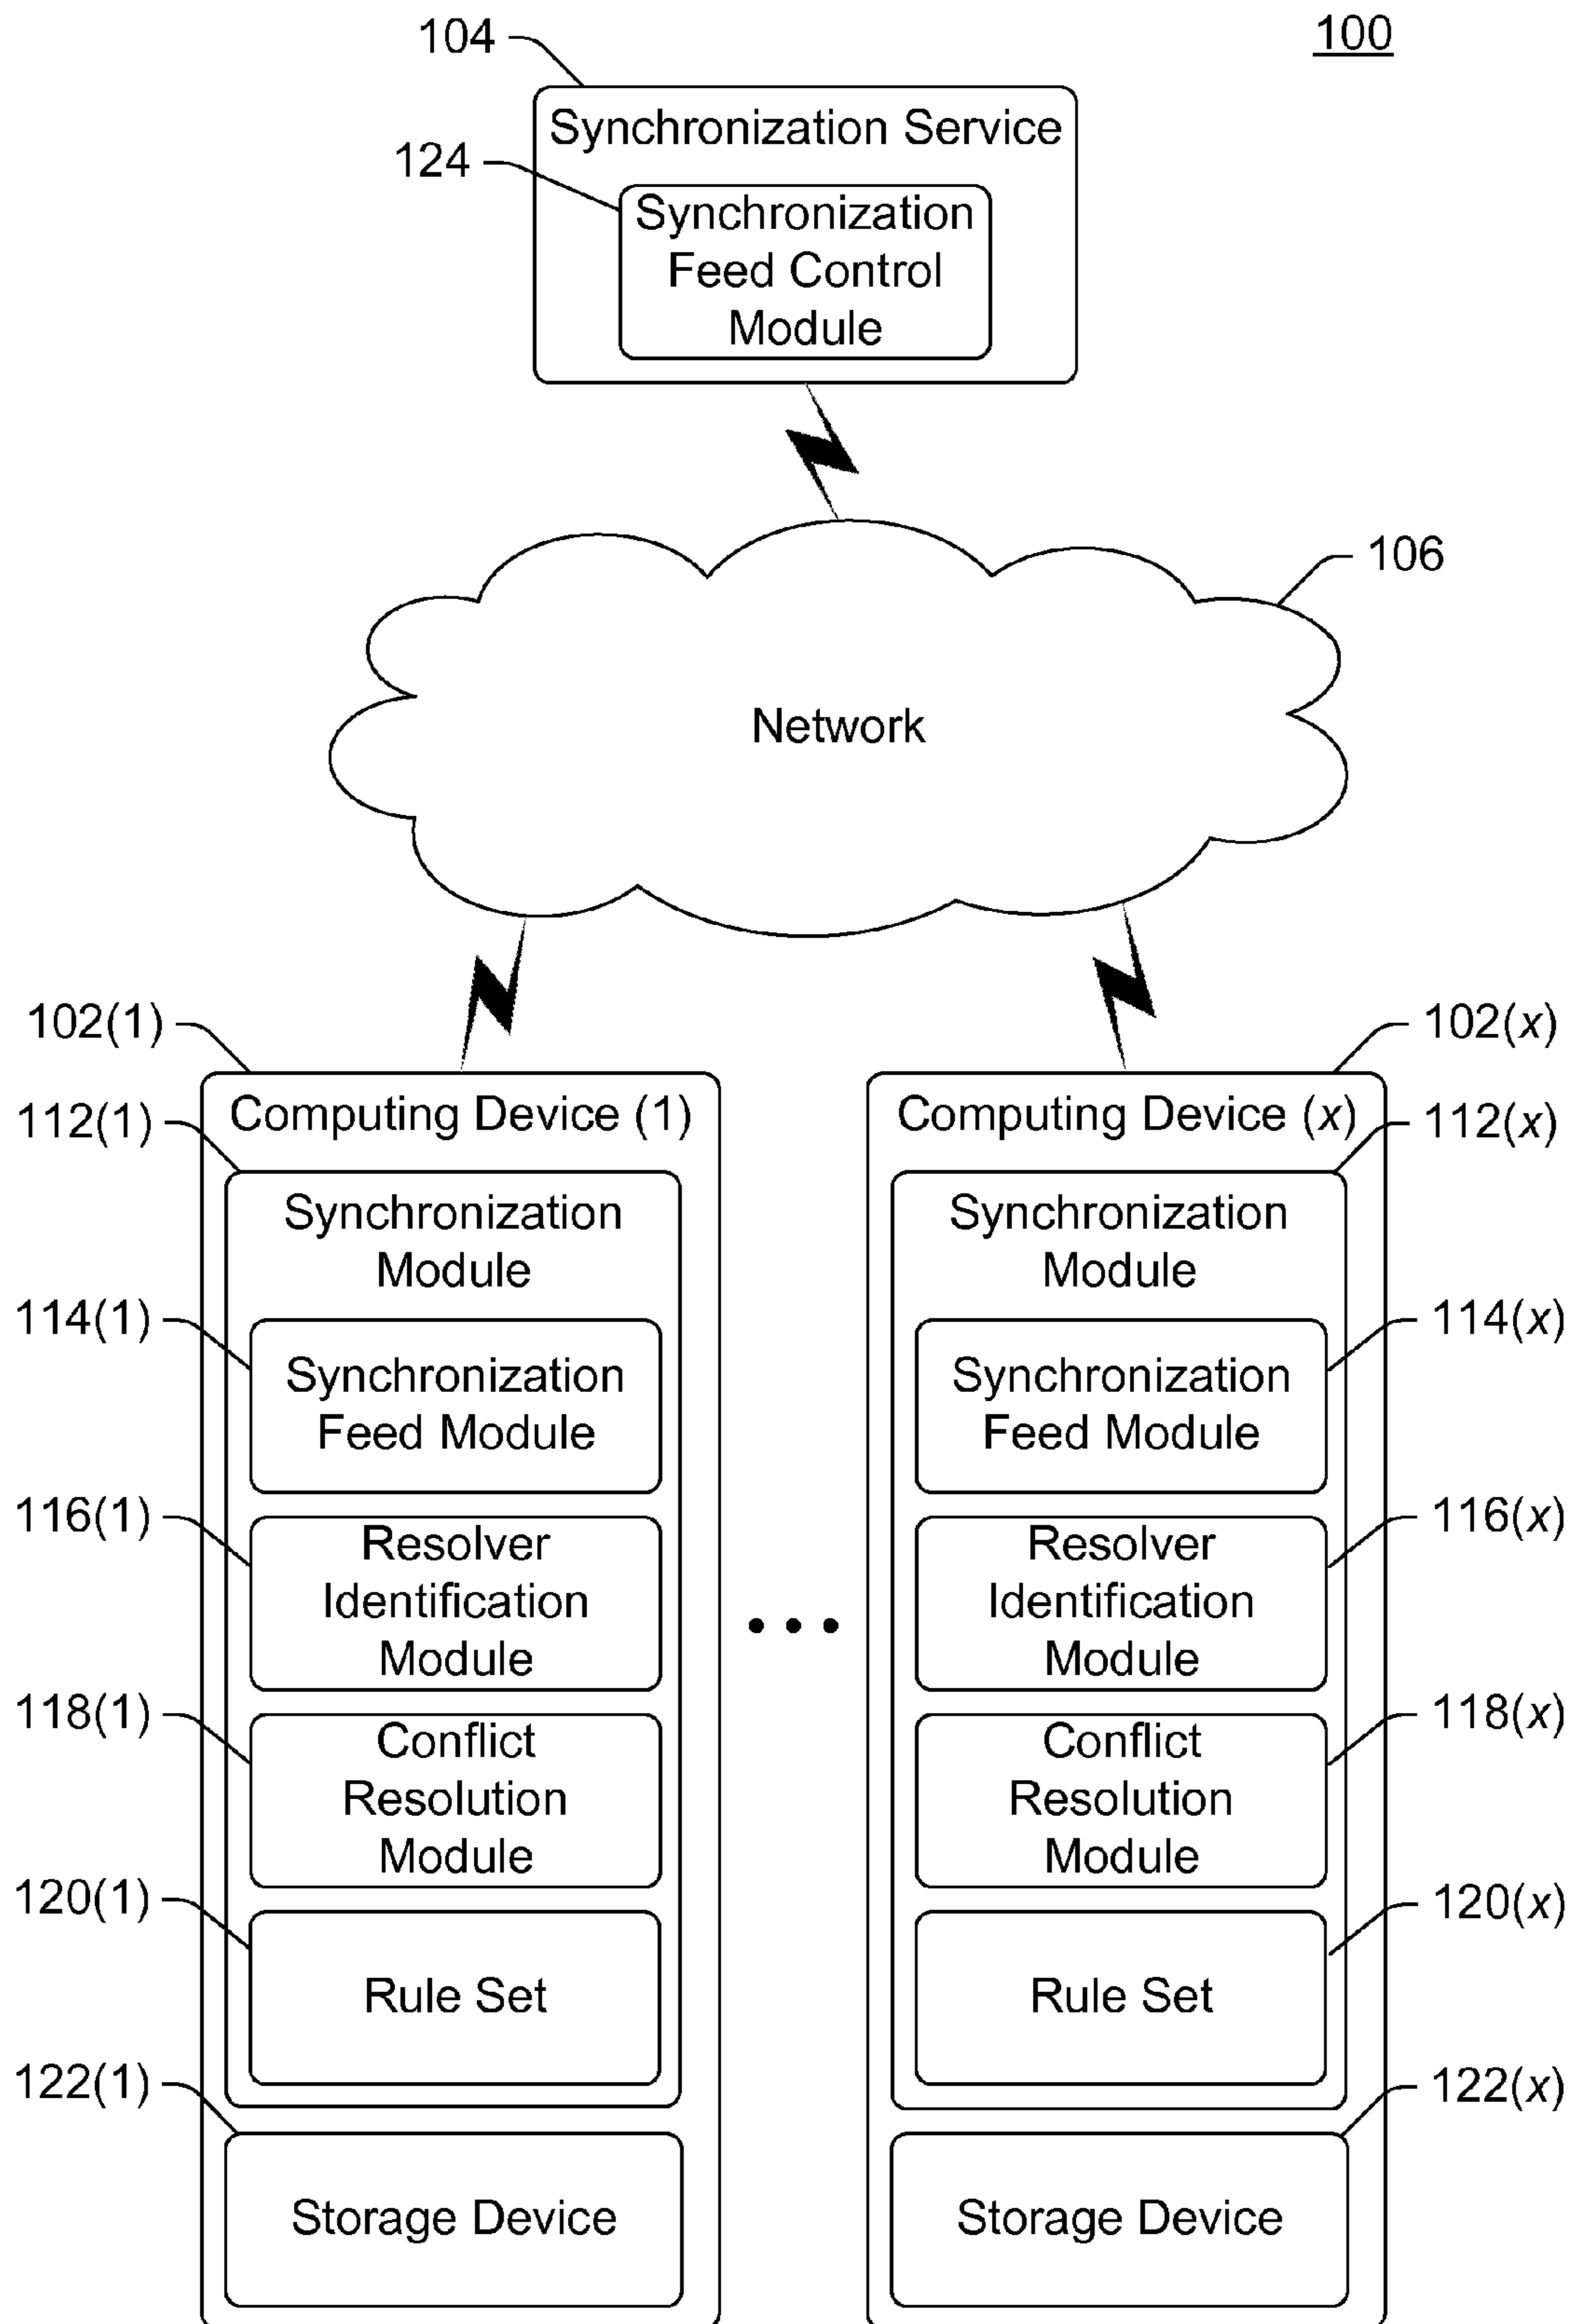 100
104
Synchronization Service
124
Synchronization
Feed Control
Module
106
Network
102(1)
Computing Device (1)
112(1)
Synchronization
Module
114(1)
Synchronization
Feed Module
116(1)
Resolver
Identification
Module
118(1)
Conflict
Resolution
Module
120(1)
Rule Set
122(1)
Storage Device
102(x)
Computing Device (x)
112(x)
Synchronization
Module
114(x)
Synchronization
Feed Module
116(x)
Resolver
Identification
Module
118(x)
Conflict
Resolution
Module
120(x)
Rule Set
122(x)
Storage Device